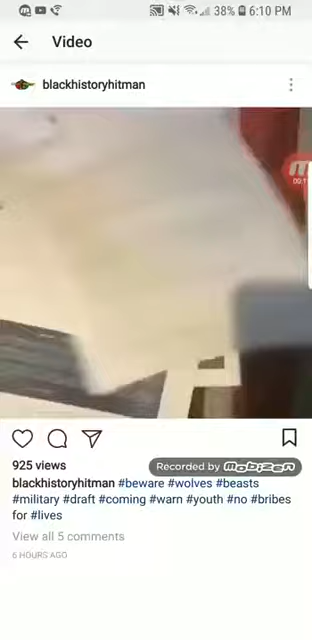 38% 6:10 PM
Video
blackhistoryhitman
925 views
Recorded by mobizen
blackhistoryhitman #beware #wolves #beasts
#military #draft #coming #warn #youth #no #bribes
for #lives
View all 5 comments
6 HOURS AGO